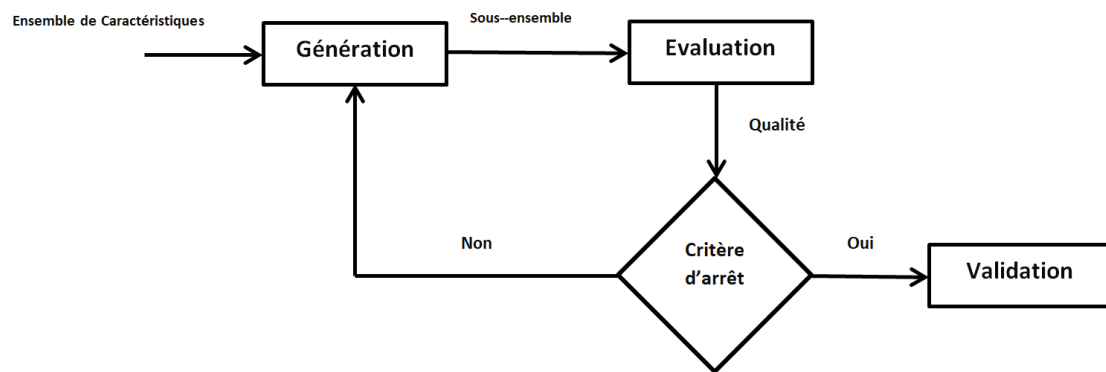 Ensemble de Caractéristiques
Sous--ensemble
Génération
Evaluation
Qualité
Non
Critère
d'arrêt
Oui
Validation